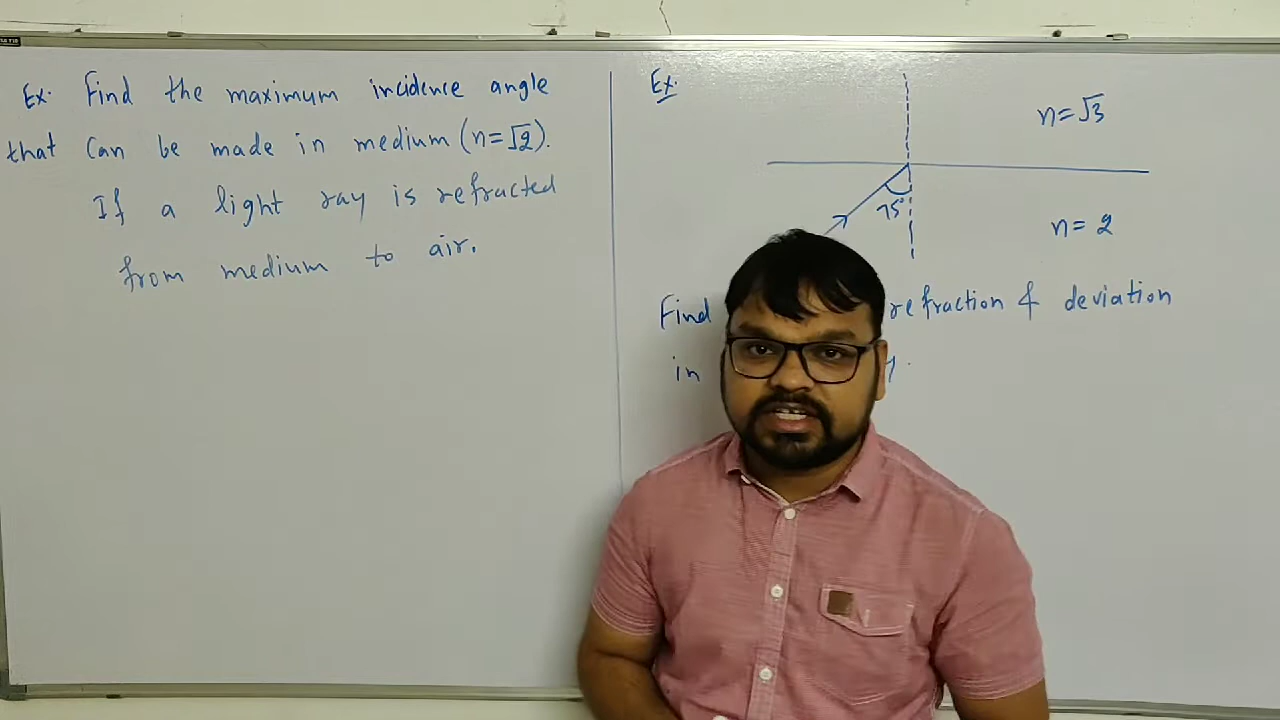 Ex. Find the maximum incidence angle
that can be made in medium (n=√2).
If a light ray is refracted
from medium to air.
Ex.
n=√3
75°
n= 2
Find refraction & deviation
in